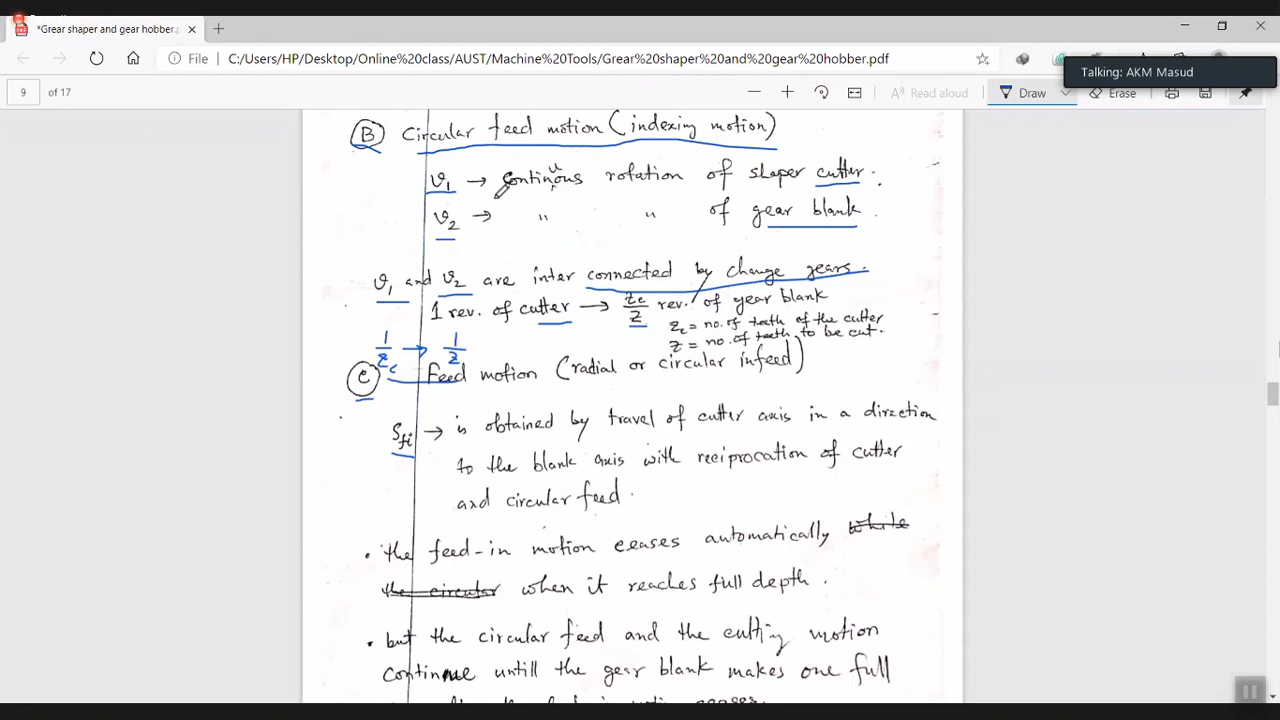 *Grear shaper and gear hobber.p
File
C:/Users/HP/Desktop/Online%20class/AUST/Machine%20Tools/Grear%20shaper%20and%20gear%20hobber.pdf
Talking: AKM Masud
9 of 17
Read aloud
Draw
Erase
B Circular feed motion (indexing motion)
v1 → continuous rotation of shaper cutter.
v2 → " " of gear blank.
v1 and v2 are inter connected by change gears.
1 rev. of cutter → Zc/Z rev. of gear blank
Zc = no. of teeth of the cutter
Z = no. of teeth to be cut.
1/Zc → 1/Z
C Feed motion (radial or circular infeed)
Sfi → is obtained by travel of cutter axis in a direction
to the blank axis with reciprocation of cutter
and circular feed.
• the feed-in motion ceases automatically while
the circular when it reaches full depth.
• but the circular feed and the cutting motion
continue untill the gear blank makes one full